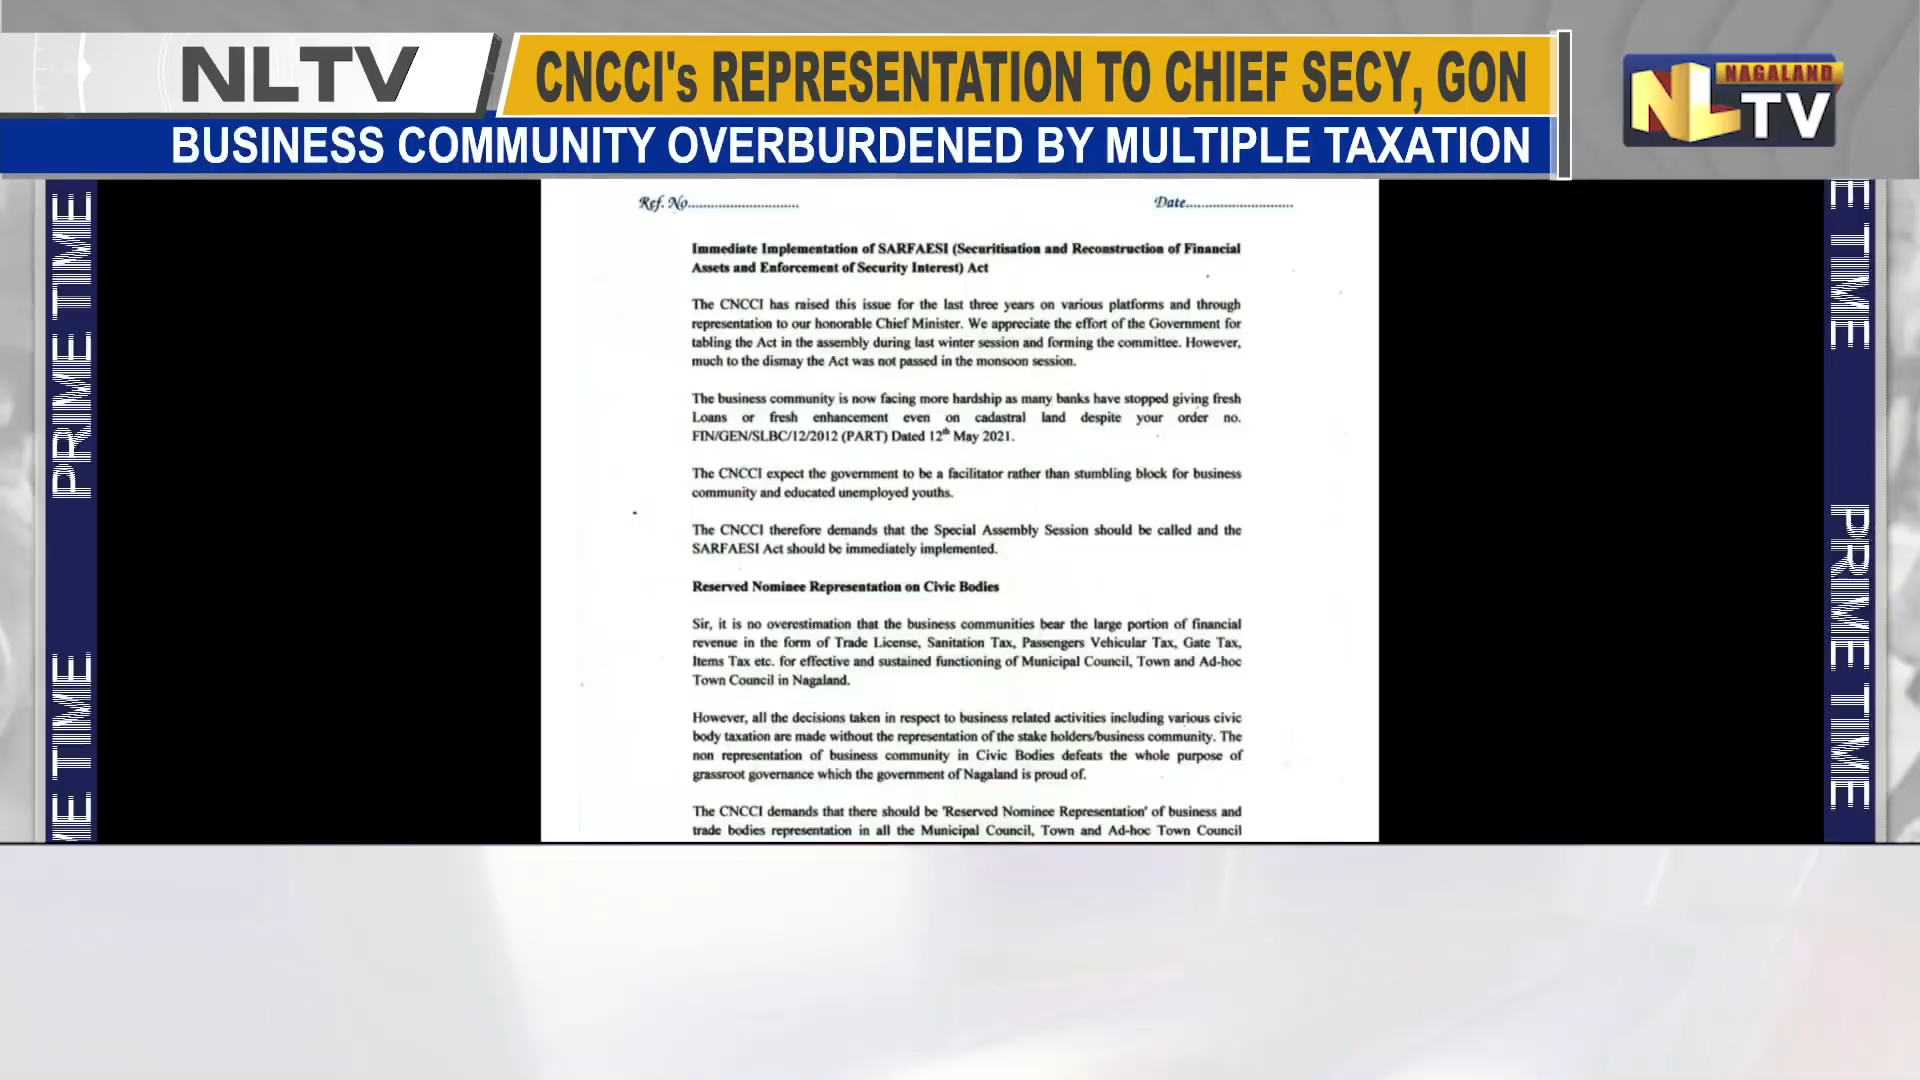 NLTV
CNCCI's REPRESENTATION TO CHIEF SECY, GON
BUSINESS COMMUNITY OVERBURDENED BY MULTIPLE TAXATION
NAGALAND
NLTV
PRIME TIME
ME TIME
E TIME
PRIME TIME
Ref. No............................ Date............................
Immediate Implementation of SARFAESI (Securitisation and Reconstruction of Financial
Assets and Enforcement of Security Interest) Act
The CNCCI has raised this issue for the last three years on various platforms and through
representation to our honorable Chief Minister. We appreciate the effort of the Government for
tabling the Act in the assembly during last winter session and forming the committee. However,
much to the dismay the Act was not passed in the monsoon session.
The business community is now facing more hardship as many banks have stopped giving fresh
Loans or fresh enhancement even on cadastral land despite your order no.
FIN/GEN/SLBC/12/2012 (PART) Dated 12th May 2021.
The CNCCI expect the government to be a facilitator rather than stumbling block for business
community and educated unemployed youths.
The CNCCI therefore demands that the Special Assembly Session should be called and the
SARFAESI Act should be immediately implemented.
Reserved Nominee Representation on Civic Bodies
Sir, it is no overestimation that the business communities bear the large portion of financial
revenue in the form of Trade License, Sanitation Tax, Passengers Vehicular Tax, Gate Tax,
Items Tax etc. for effective and sustained functioning of Municipal Council, Town and Ad-hoc
Town Council in Nagaland.
However, all the decisions taken in respect to business related activities including various civic
body taxation are made without the representation of the stake holders/business community. The
non representation of business community in Civic Bodies defeats the whole purpose of
grassroot governance which the government of Nagaland is proud of.
The CNCCI demands that there should be 'Reserved Nominee Representation' of business and
trade bodies representation in all the Municipal Council, Town and Ad-hoc Town Council